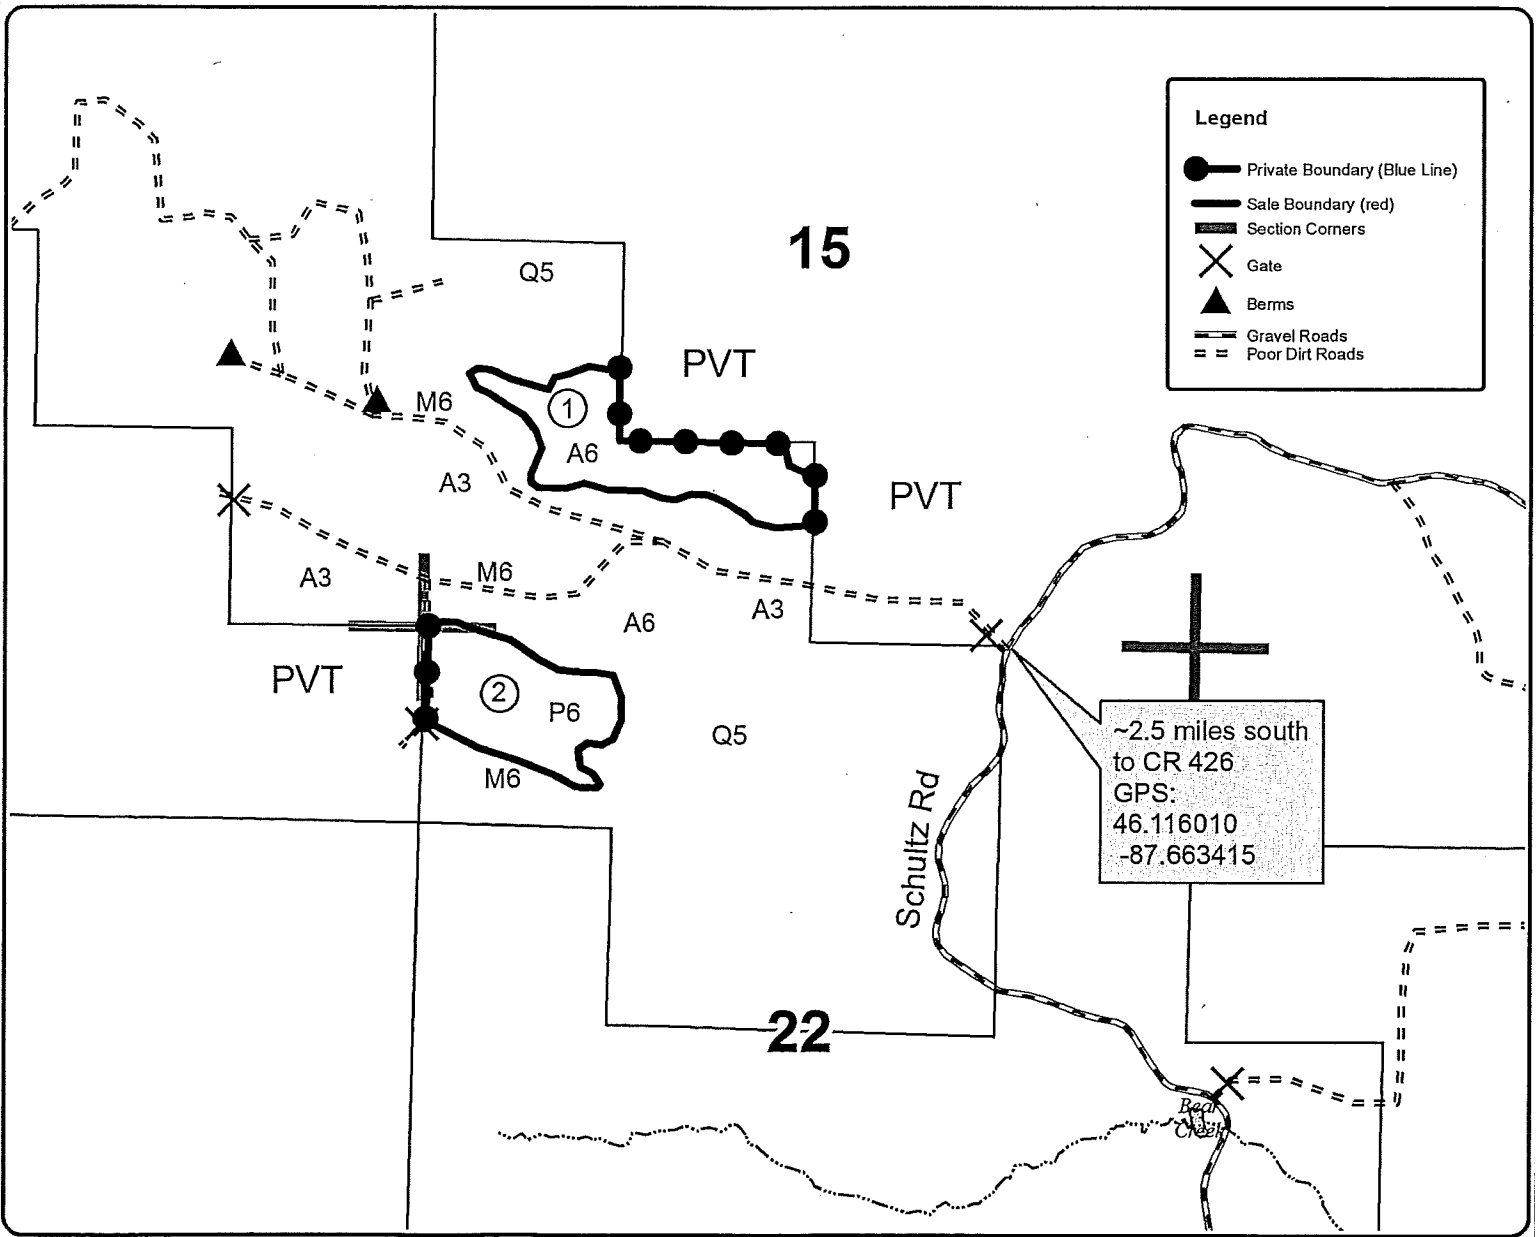 Legend
Private Boundary (Blue Line)
Sale Boundary (red)
Section Corners
Gate
Berms
Gravel Roads
Poor Dirt Roads
15
Q5
PVT
M6
1
A6
A3
PVT
M6
A3
A3
A6
PVT
2
P6
Q5
M6
~2.5 miles south
to CR 426
GPS:
46.116010
-87.663415
Schultz Rd
22
Bear
Creek